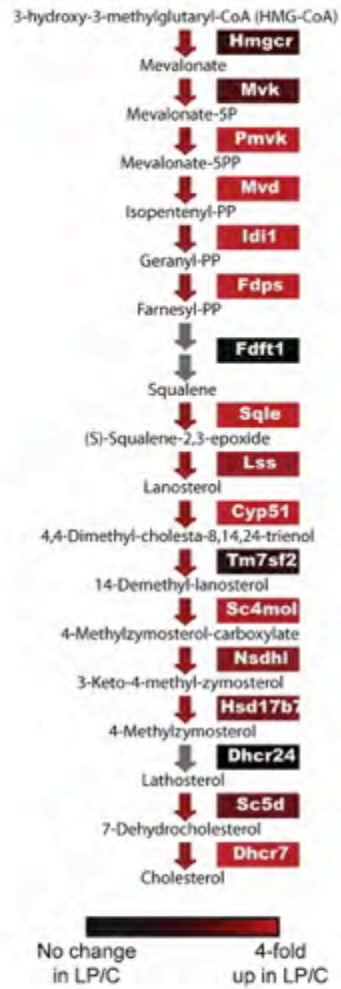 3-hydroxy-3-methylglutaryl-CoA (HMG-CoA)
Hmgcr
Mevalonate
Mvk
Mevalonate-5P
Pmvk
Mevalonate-5PP
Mvd
Isopentenyl-PP
Idi1
Geranyl-PP
Fdps
Farnesyl-PP
Fdft1
Squalene
Sqle
(S)-Squalene-2,3-epoxide
Lss
Lanosterol
Cyp51
4,4-Dimethyl-cholesta-8,14,24-trienol
Tm7sf2
14-Demethyl-lanosterol
Sc4mol
4-Methylzymosterol-carboxylate
Nsdhl
3-Keto-4-methyl-zymosterol
Hsd17b7
4-Methylzymosterol
Dhcr24
Lathosterol
Sc5d
7-Dehydrocholesterol
Dhcr7
Cholesterol
No change 4-fold
in LP/C up in LP/C